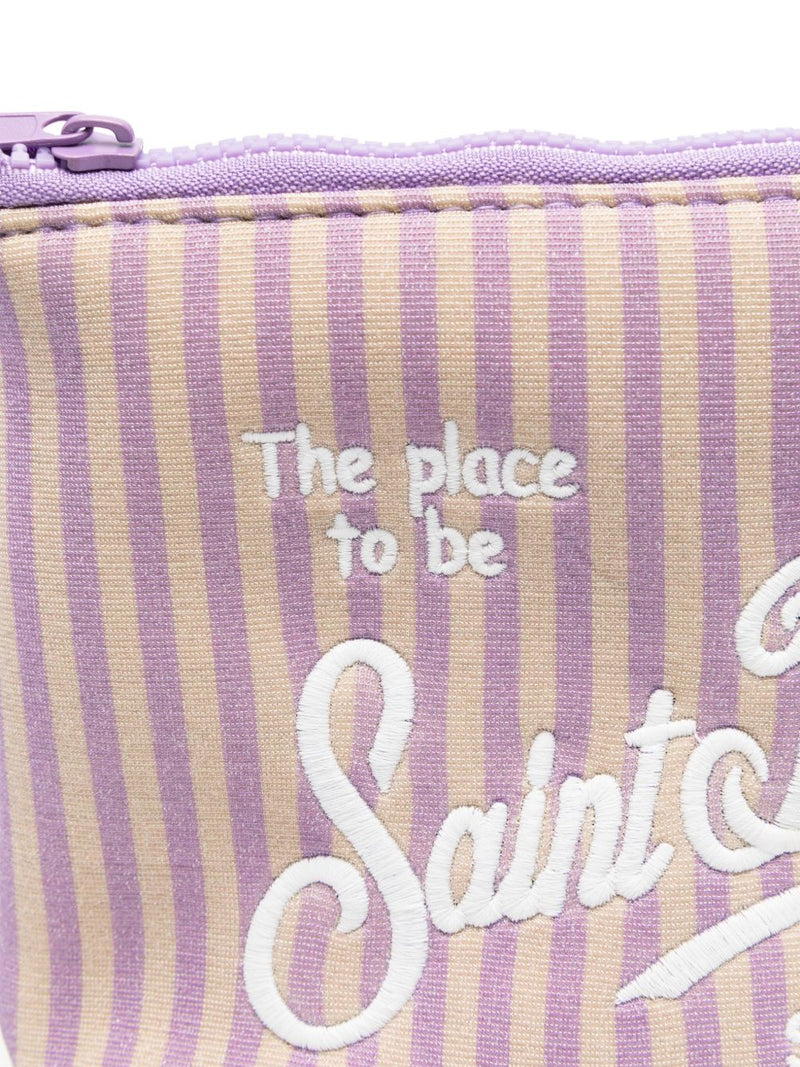 The place
to be
Saint